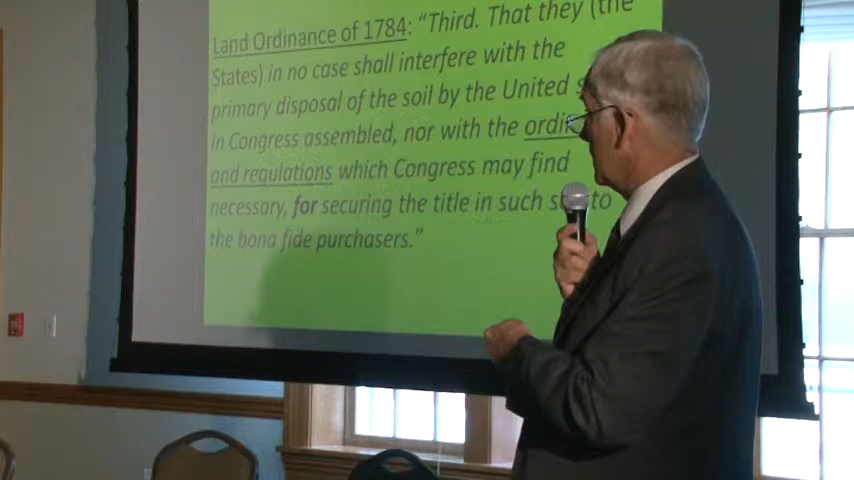 Land Ordinance of 1784: "Third. That they (the
States) in no case shall interfere with the
primary disposal of the soil by the United
in Congress assembled, nor with the
and regulations which Congress may find
necessary, for securing the title in such to
the bona fide purchasers."